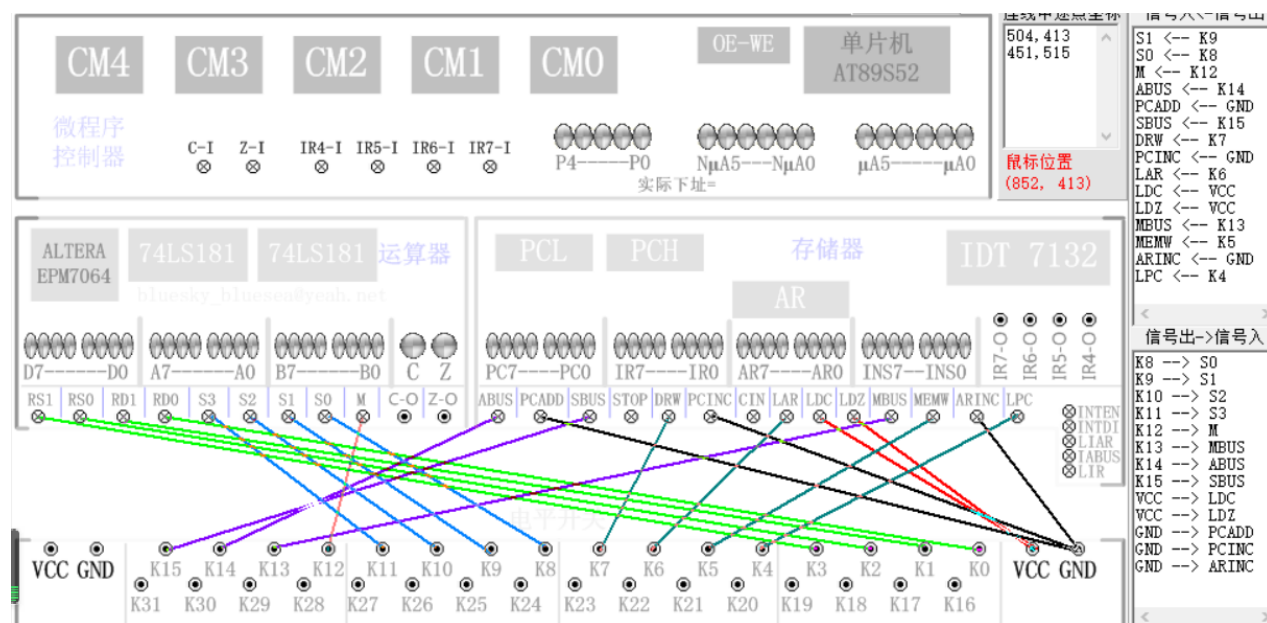 CM4 CM3 CM2 CM1 CM0 OE-WE 单片机
AT89S52
微程序
控制器
C-I Z-I IR4-I IR5-I IR6-I IR7-I
P4-----P0 NμA5---NμA0 μA5-----μA0
实际下址=
连线中途点坐标
504,413
451,515
鼠标位置
(852, 413)
信号入<-信号出
S1 <-- K9
S0 <-- K8
M <-- K12
ABUS <-- K14
PCADD <-- GND
SBUS <-- K15
DRW <-- K7
PCINC <-- GND
LAR <-- K6
LDC <-- VCC
LDZ <-- VCC
MBUS <-- K13
MEMW <-- K5
ARINC <-- GND
LPC <-- K4
ALTERA
EPM7064
74LS181 74LS181 运算器
bluesky_bluesea@yeah.net
PCL PCH 存储器 IDT 7132
AR
D7------D0 A7------A0 B7------B0 C Z
PC7----PC0 IR7----IR0 AR7----AR0 INS7--INS0
IR7-O IR6-O IR5-O IR4-O
RS1 RS0 RD1 RD0 S3 S2 S1 S0 M C-O Z-O
ABUS PCADD SBUS STOP DRW PCINC CIN LAR LDC LDZ MBUS MEMW ARINC LPC
INTEN
INTDI
LIAR
IABUS
LIR
电平开关
VCC GND K15 K14 K13 K12 K11 K10 K9 K8 K7 K6 K5 K4 K3 K2 K1 K0 VCC GND
K31 K30 K29 K28 K27 K26 K25 K24 K23 K22 K21 K20 K19 K18 K17 K16
信号出->信号入
K8 --> S0
K9 --> S1
K10 --> S2
K11 --> S3
K12 --> M
K13 --> MBUS
K14 --> ABUS
K15 --> SBUS
VCC --> LDC
VCC --> LDZ
GND --> PCADD
GND --> PCINC
GND --> ARINC